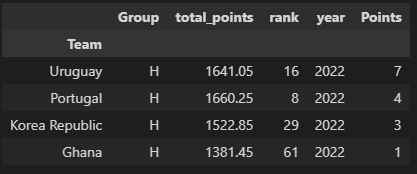 Group total_points rank year Points
Team
Uruguay H 1641.05 16 2022 7
Portugal H 1660.25 8 2022 4
Korea Republic H 1522.85 29 2022 3
Ghana H 1381.45 61 2022 1